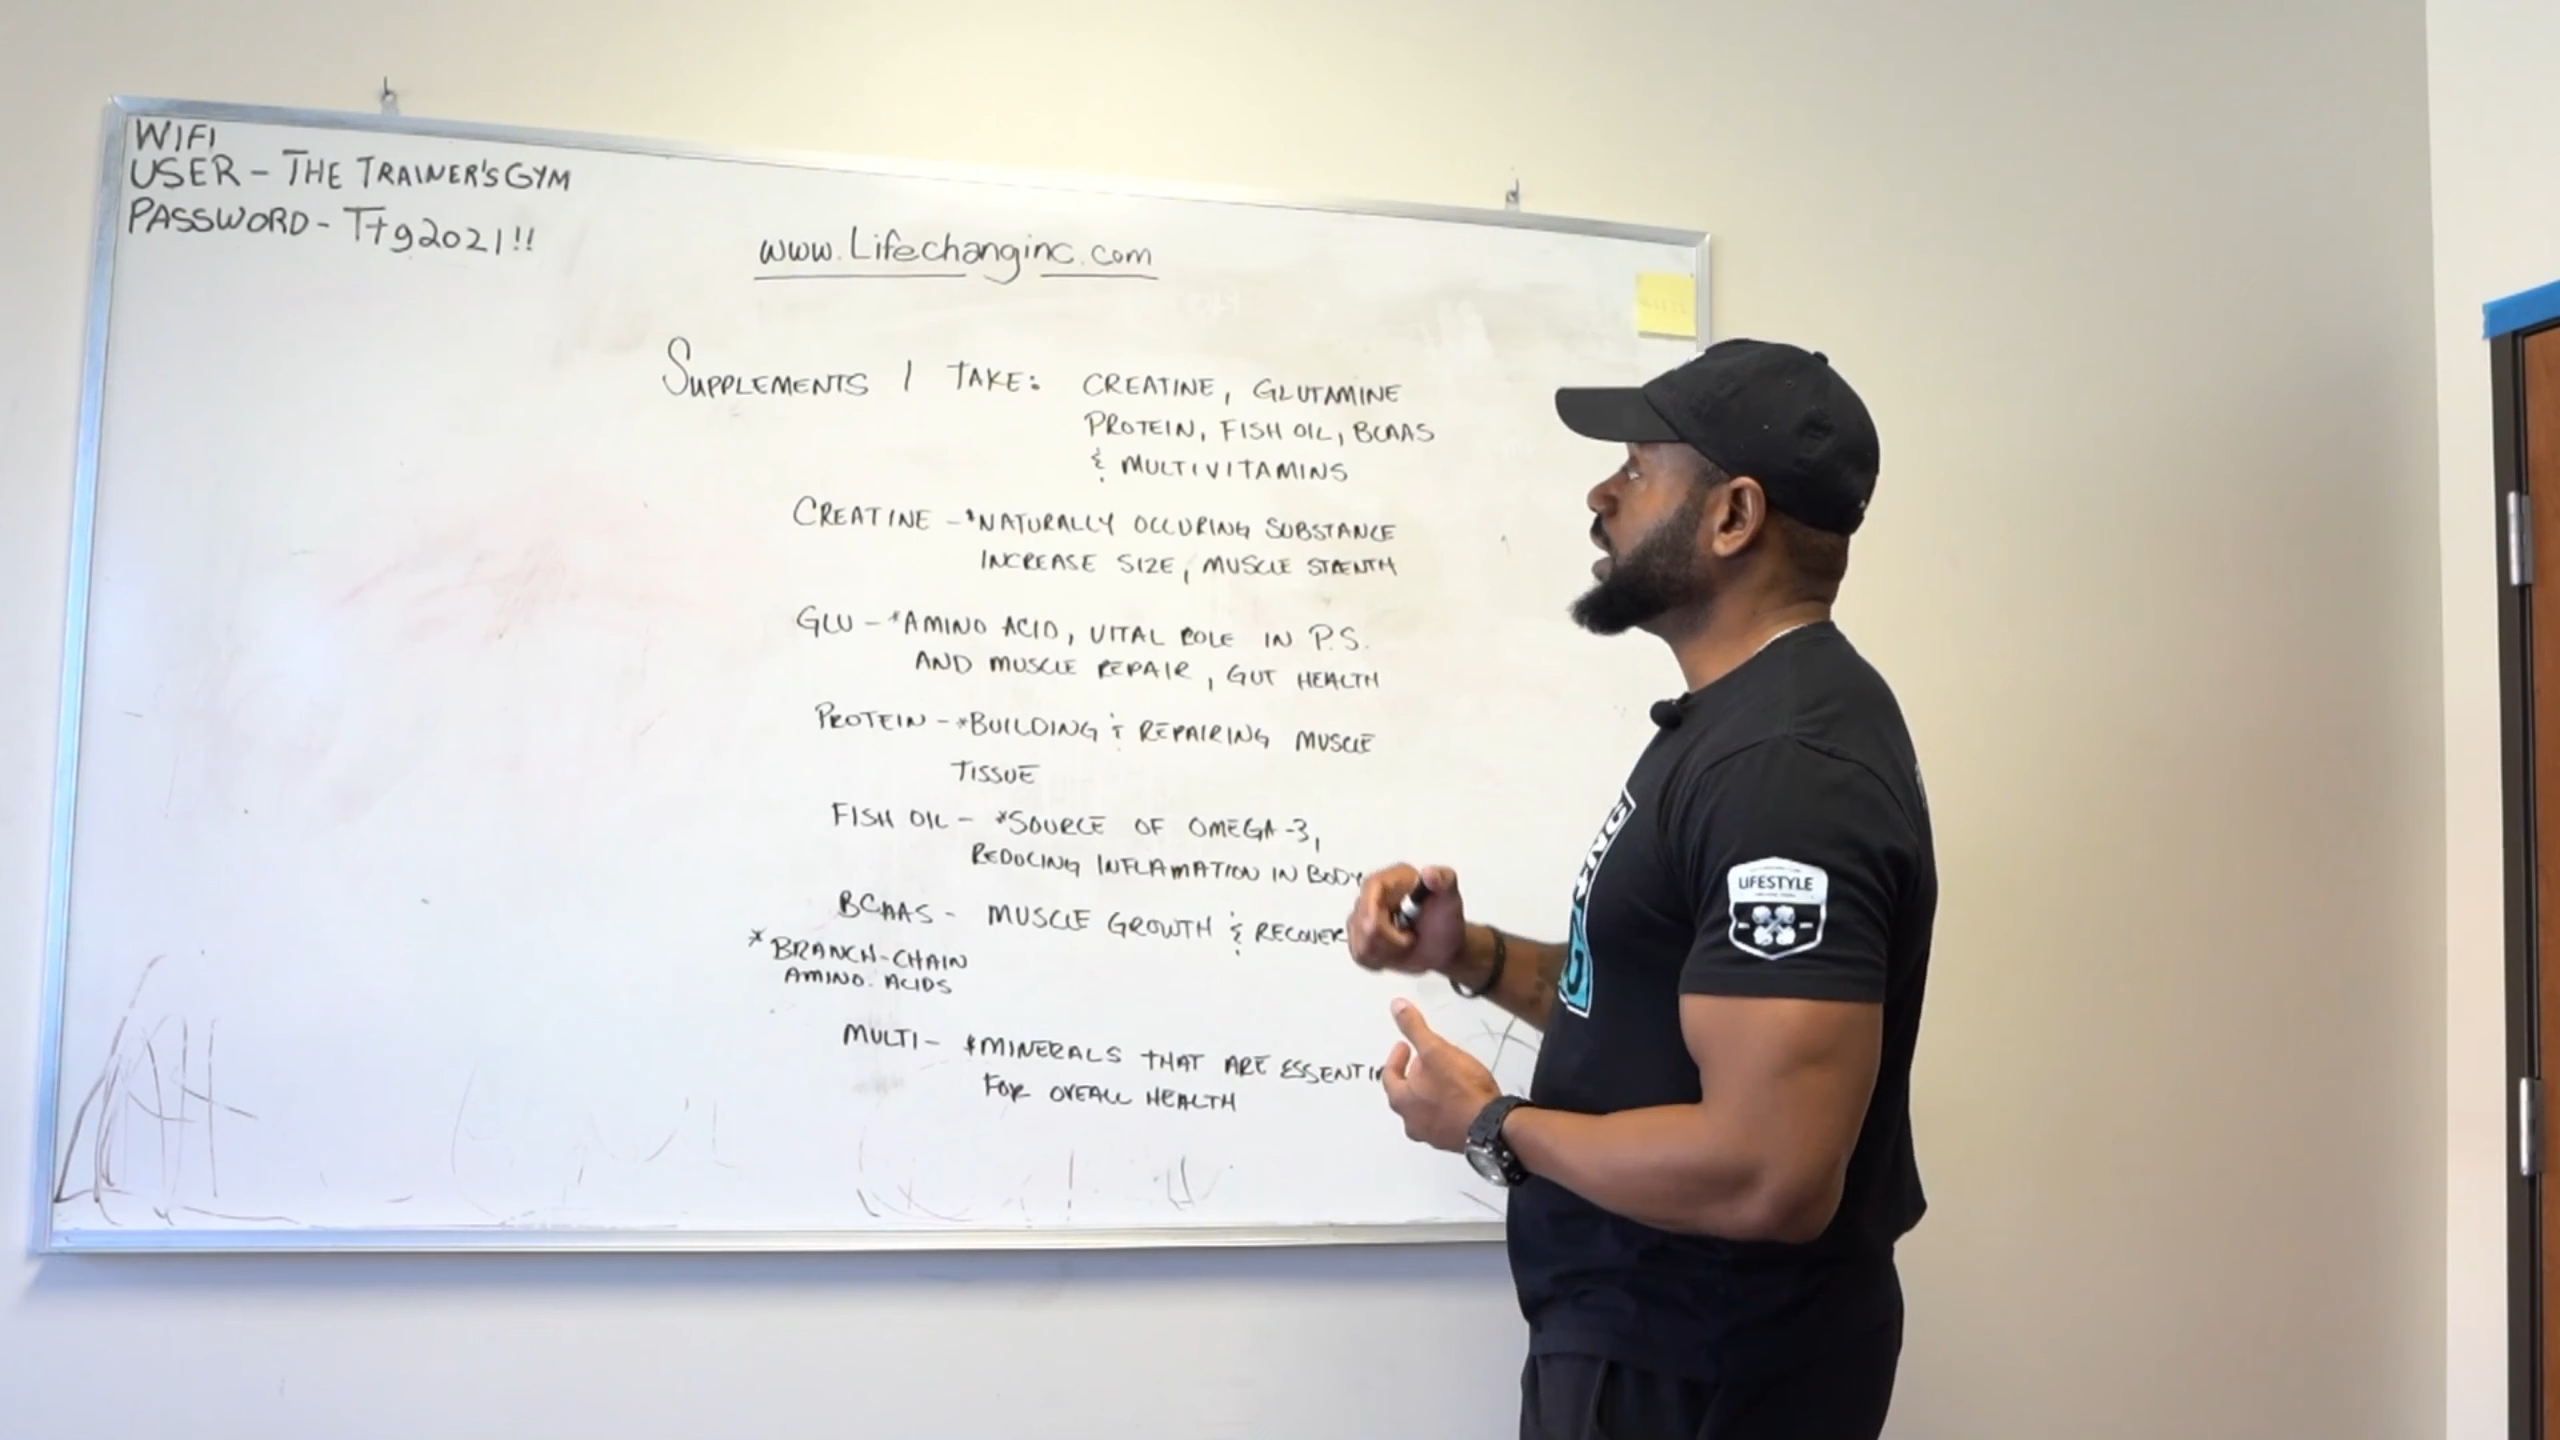 WIFI
USER - THE TRAINER'S GYM
PASSWORD - Ttg2021!!
www.Lifechanginc.com
SUPPLEMENTS I TAKE: CREATINE, GLUTAMINE
PROTEIN, FISH OIL, BCAAS
& MULTIVITAMINS
CREATINE - *NATURALLY OCCURING SUBSTANCE
INCREASE SIZE, MUSCLE STRENTH
GLU - *AMINO ACID, VITAL ROLE IN P.S.
AND MUSCLE REPAIR, GUT HEALTH
PROTEIN - *BUILDING & REPAIRING MUSCLE
TISSUE
FISH OIL - *SOURCE OF OMEGA-3,
REDUCING INFLAMATION IN BODY
BCAAS - MUSCLE GROWTH & RECOVER
* BRANCH-CHAIN
AMINO ACIDS
MULTI - *MINERALS THAT ARE ESSENTI
FOR OVEALL HEALTH
LIFESTYLE